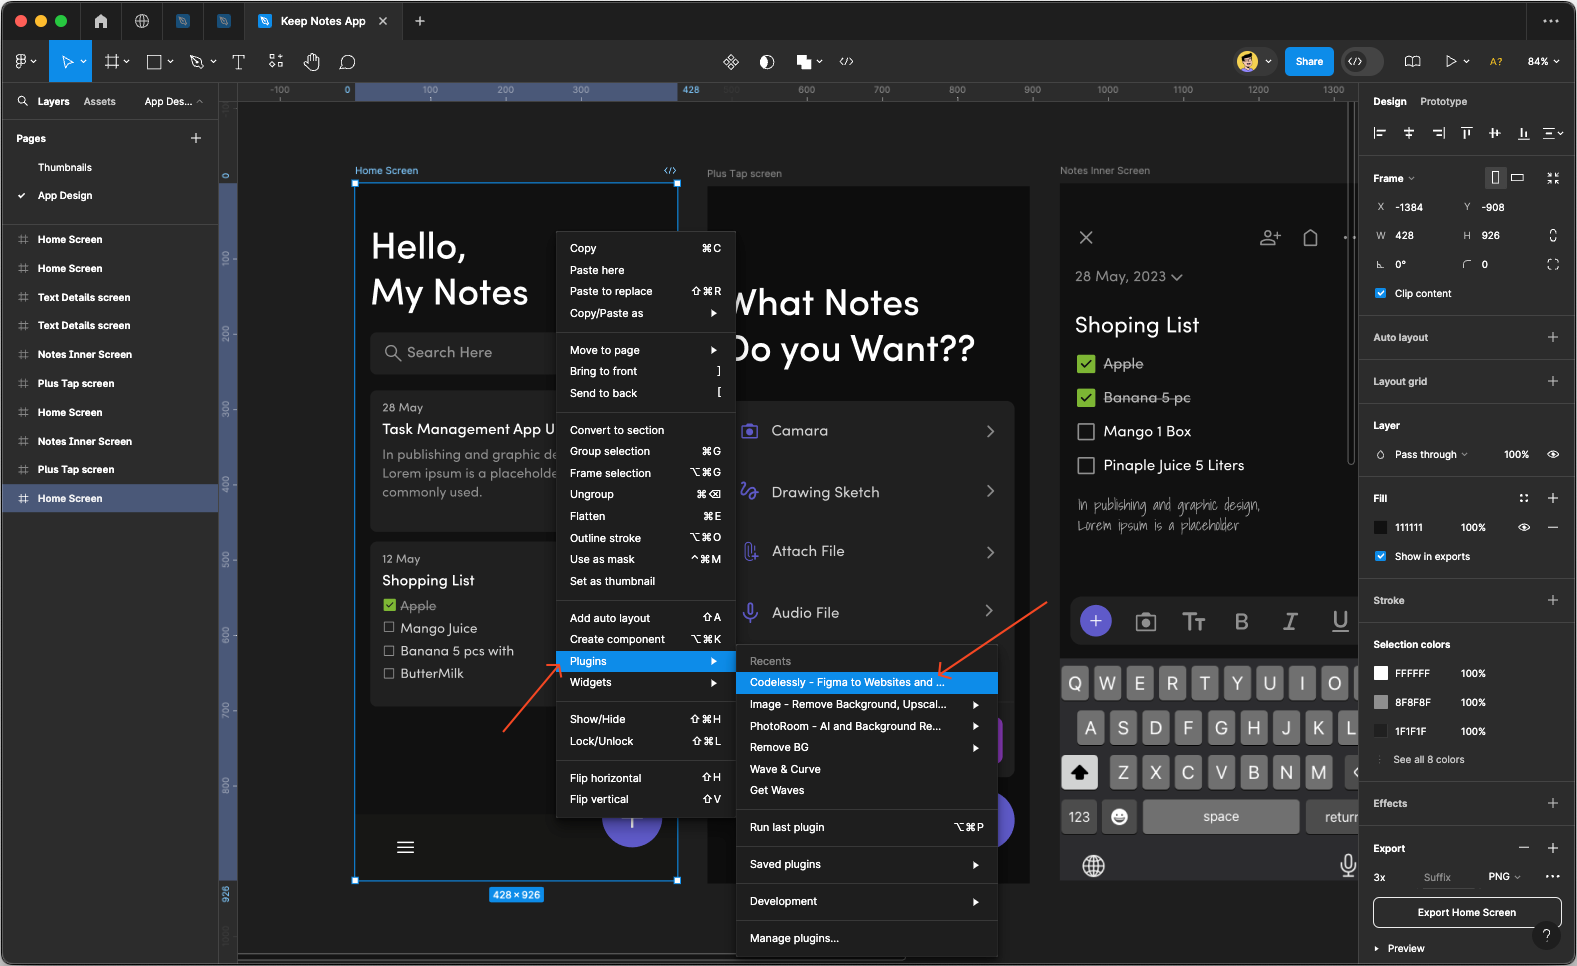 Keep Notes App
Share
A?
84%
Layers
Assets
App Des...
Pages
Thumbnails
App Design
Home Screen
Home Screen
Text Details screen
Text Details screen
Notes Inner Screen
Plus Tap screen
Home Screen
Notes Inner Screen
Plus Tap screen
Home Screen
-100
0
100
200
300
428
600
700
800
900
1000
1100
1200
1300
0
100
200
300
400
500
600
700
800
926
Home Screen
Hello,
My Notes
Search Here
28 May
Task Management App U
In publishing and graphic de
Lorem ipsum is a placeholde
commonly used.
12 May
Shopping List
Apple
Mango Juice
Banana 5 pcs with
ButterMilk
428 × 926
Copy ⌘C
Paste here
Paste to replace ⇧⌘R
Copy/Paste as
Move to page
Bring to front ]
Send to back [
Convert to section
Group selection ⌘G
Frame selection ⌥⌘G
Ungroup ⌘⌫
Flatten ⌘E
Outline stroke ⌥⌘O
Use as mask ^⌘M
Set as thumbnail
Add auto layout ⇧A
Create component ⌥⌘K
Plugins
Widgets
Show/Hide ⇧⌘H
Lock/Unlock ⇧⌘L
Flip horizontal ⇧H
Flip vertical ⇧V
Plus Tap screen
What Notes
Do you Want??
Camara
Drawing Sketch
Attach File
Audio File
Recents
Codelessly - Figma to Websites and ...
Image - Remove Background, Upscal...
PhotoRoom - AI and Background Re...
Remove BG
Wave & Curve
Get Waves
Run last plugin ⌥⌘P
Saved plugins
Development
Manage plugins...
Notes Inner Screen
28 May, 2023
Shoping List
Apple
Banana 5 pc
Mango 1 Box
Pinaple Juice 5 Liters
In publishing and graphic design,
Lorem ipsum is a placeholder
Tт B I U
Q W E R T Y U I O
A S D F G H J K L
Z X C V B N M
123 space return
Design
Prototype
Frame
X -1384 Y -908
W 428 H 926
0° 0
Clip content
Auto layout
Layout grid
Layer
Pass through 100%
Fill
111111 100%
Show in exports
Stroke
Selection colors
FFFFFF 100%
8F8F8F 100%
1F1F1F 100%
See all 8 colors
Effects
Export
3x Suffix PNG
Export Home Screen
?
Preview